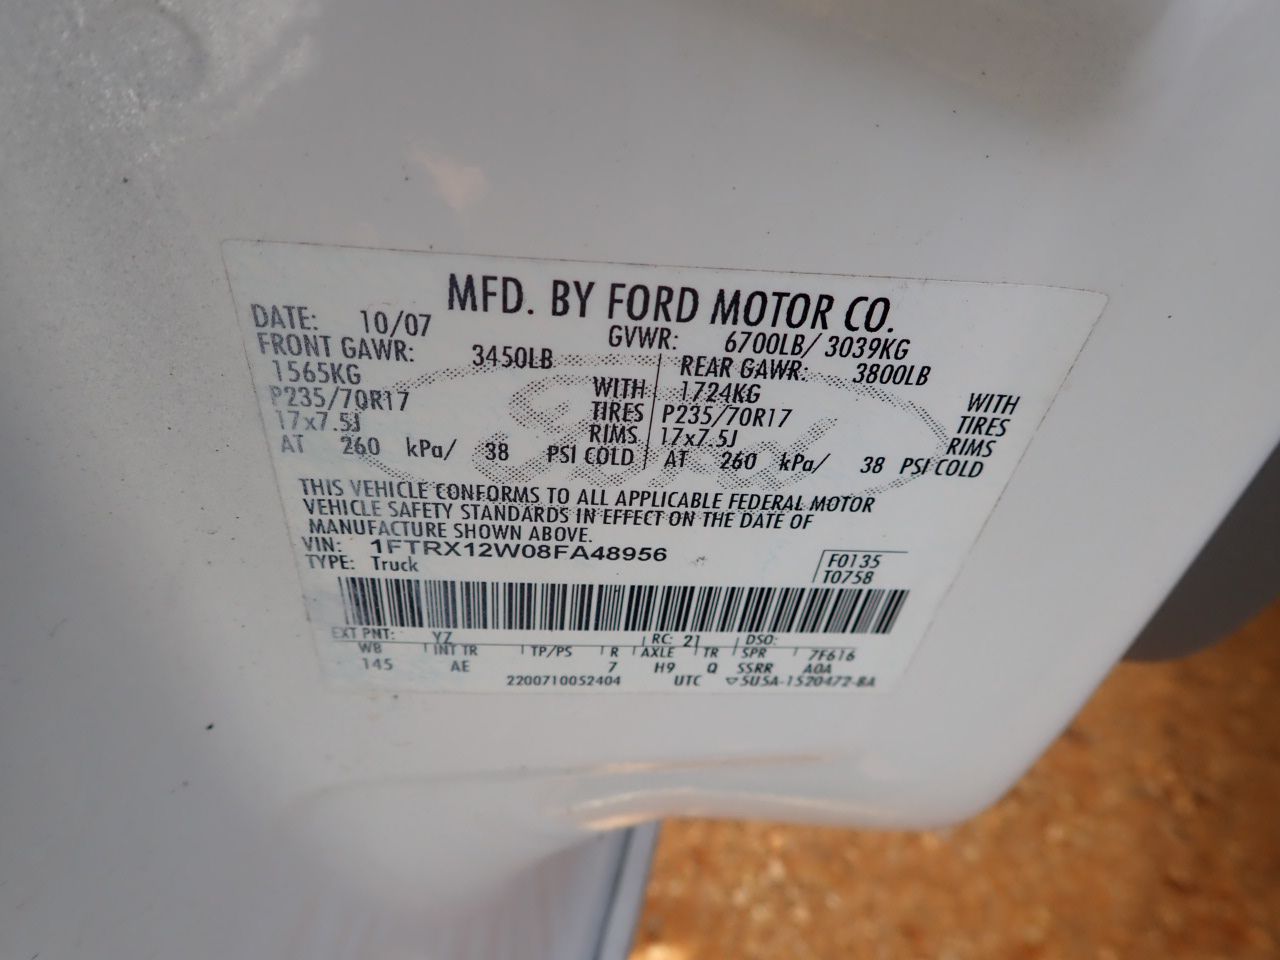 MFD. BY FORD MOTOR CO.
DATE: 10/07 GVWR: 6700LB/ 3039KG
FRONT GAWR: 3450LB REAR GAWR: 3800LB
1565KG WITH 1724KG WITH
P235/70R17 TIRES P235/70R17 TIRES
17x7.5J RIMS 17x7.5J RIMS
AT 260 kPa/ 38 PSI COLD AT 260 kPa/ 38 PSI COLD
THIS VEHICLE CONFORMS TO ALL APPLICABLE FEDERAL MOTOR
VEHICLE SAFETY STANDARDS IN EFFECT ON THE DATE OF
MANUFACTURE SHOWN ABOVE.
VIN: 1FTRX12W08FA48956 F0135
TYPE: Truck T0758
EXT PNT: YZ RC: 21 DSO:
WB INT TR TP/PS R AXLE TR SPR 7F616
145 AE 7 H9 Q SSRR AOA
2200710052404 UTC ▽5U5A-1520472-BA